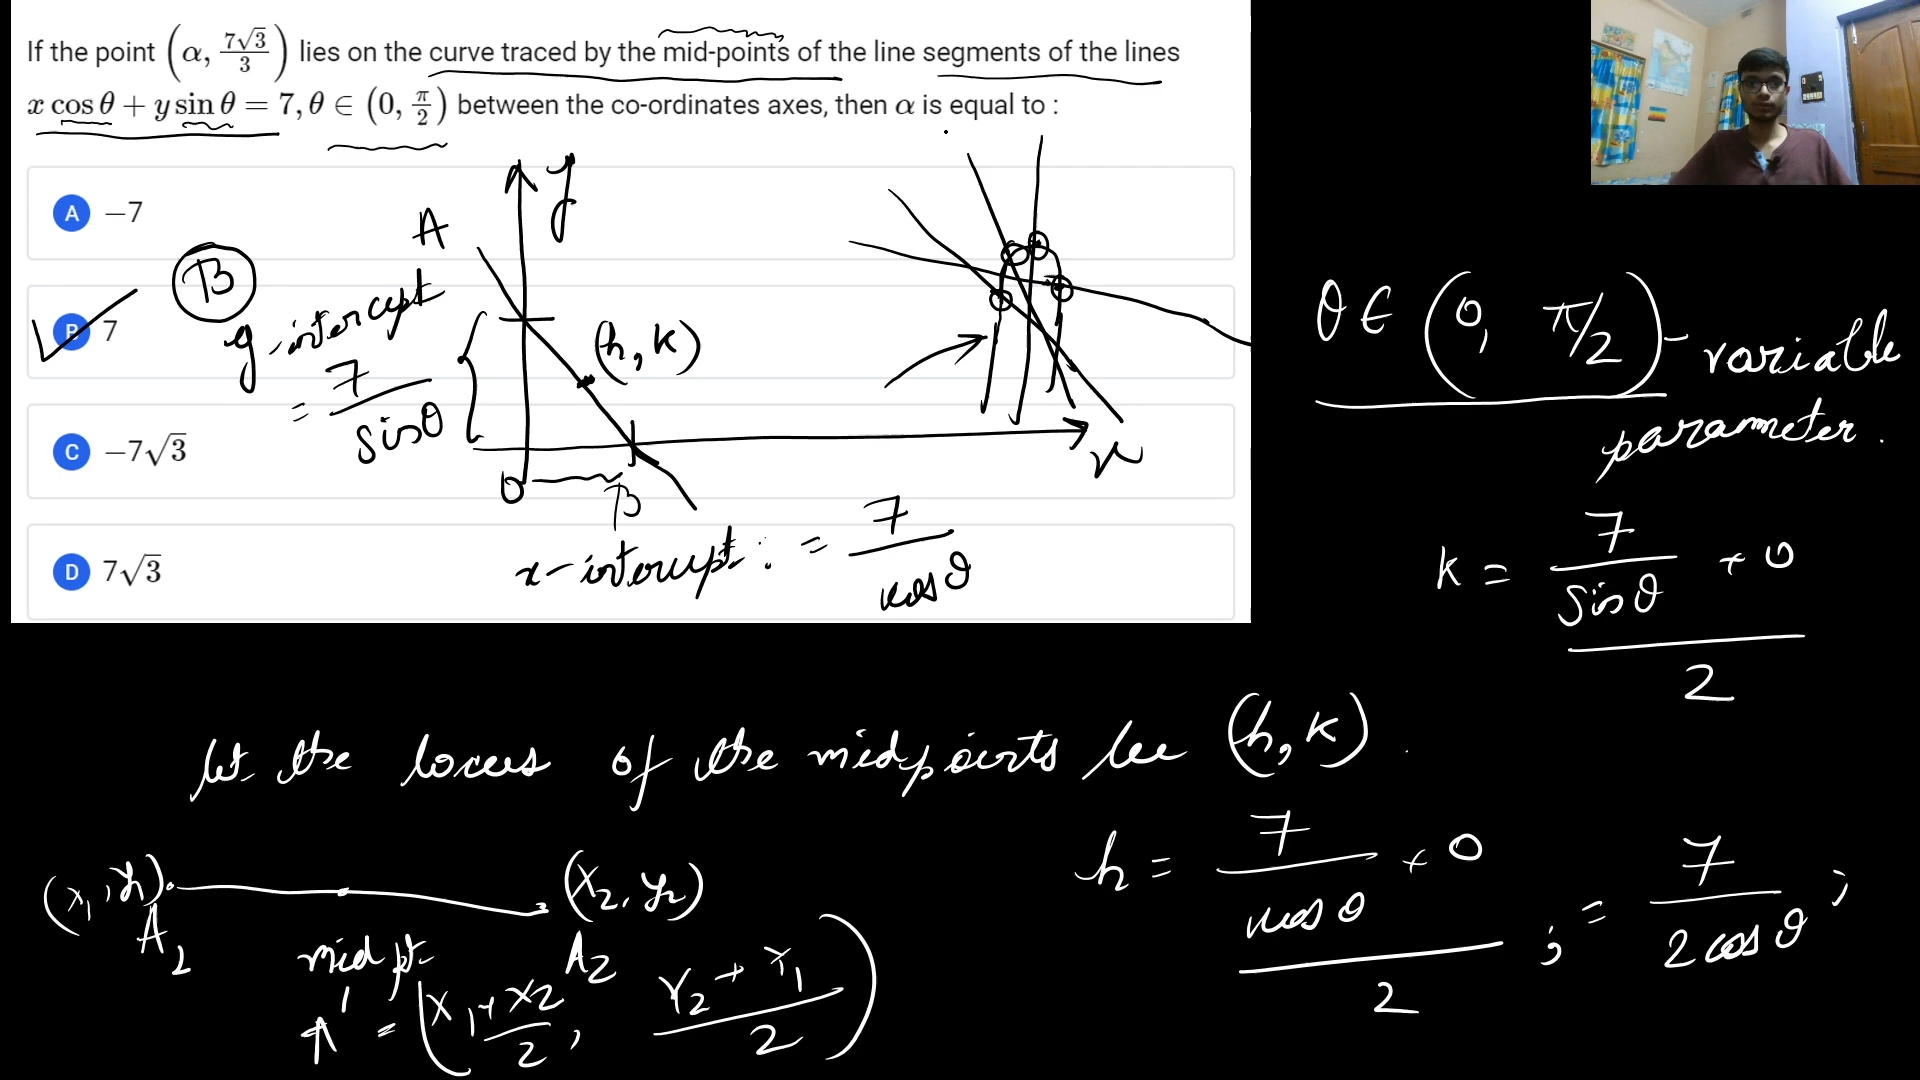 If the point (α, 7√3/3) lies on the curve traced by the mid-points of the line segments of the lines
x cos θ + y sin θ = 7, θ ∈ (0, π/2) between the co-ordinates axes, then α is equal to :
A −7
B 7
C −7√3
D 7√3
B
A
y
y-intercept
= 7/sinθ
(h, k)
O
B
x
x-intercept : = 7/cosθ
θ ∈ (0, π/2) - variable
parameter.
k = (7/sinθ + 0)/2
let the locus of the midpoints be (h, k).
h = (7/cosθ + 0)/2 ; = 7/2cosθ ;
(x₁, y₁)
A₂
(x₂, y₂)
A₂
mid pt
A' = (x₁+x₂/2, Y₂+Y₁/2)